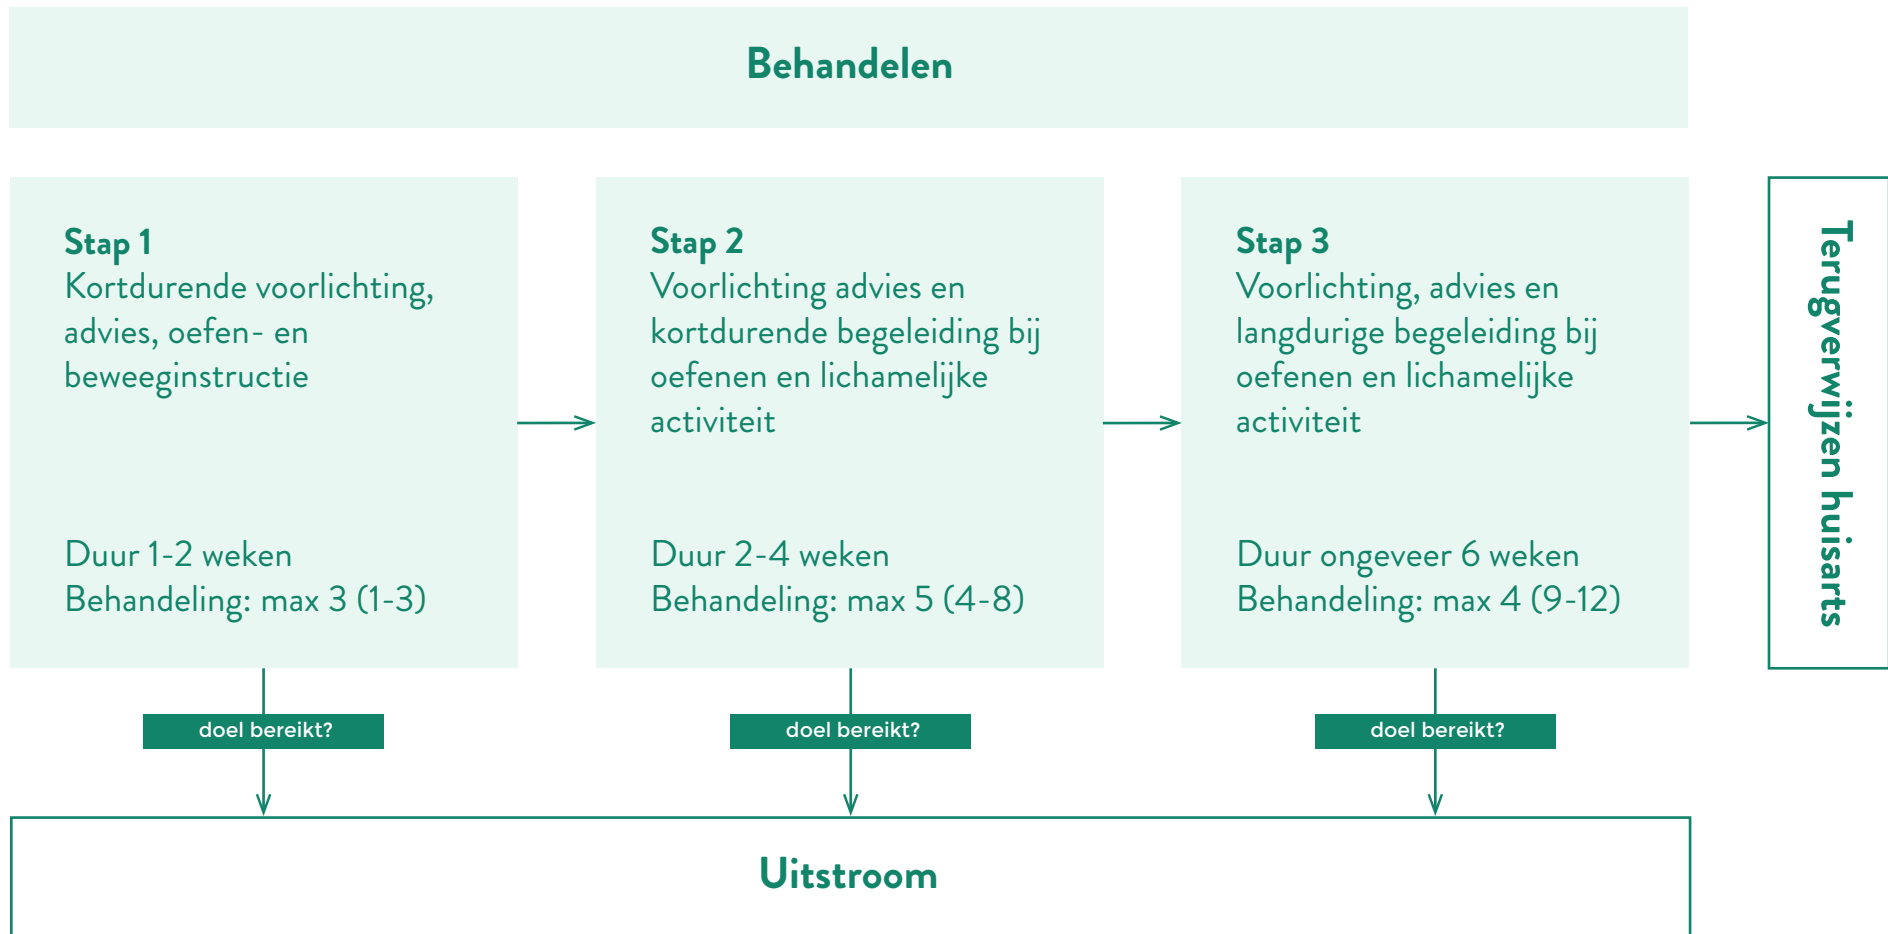 Behandelen
Stap 1
Kortdurende voorlichting,
advies, oefen- en
beweeginstructie
Duur 1-2 weken
Behandeling: max 3 (1-3)
Stap 2
Voorlichting advies en
kortdurende begeleiding bij
oefenen en lichamelijke
activiteit
Duur 2-4 weken
Behandeling: max 5 (4-8)
Stap 3
Voorlichting, advies en
langdurige begeleiding bij
oefenen en lichamelijke
activiteit
Duur ongeveer 6 weken
Behandeling: max 4 (9-12)
Terugverwijzen huisarts
doel bereikt?
doel bereikt?
doel bereikt?
Uitstroom